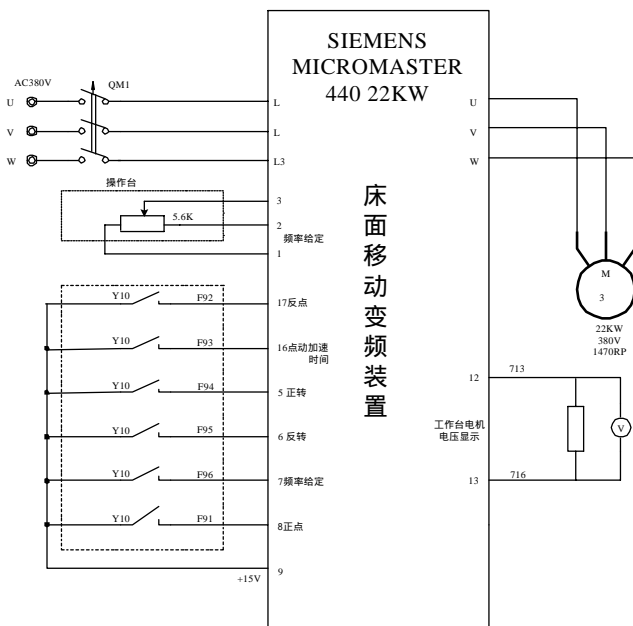 SIEMENS
MICROMASTER
440 22KW
AC380V
QM1
U
L
U
V
L
V
W
L3
W
操作台
3
5.6K
2
频率给定
1
床面移动变频装置
M
3
22KW
380V
1470RP
Y10
F92
17反点
Y10
F93
16点动加速
时间
Y10
F94
5 正转
12
713
Y10
F95
6 反转
工作台电机
电压显示
V
Y10
F96
7频率给定
13
716
Y10
F91
8正点
+15V
9